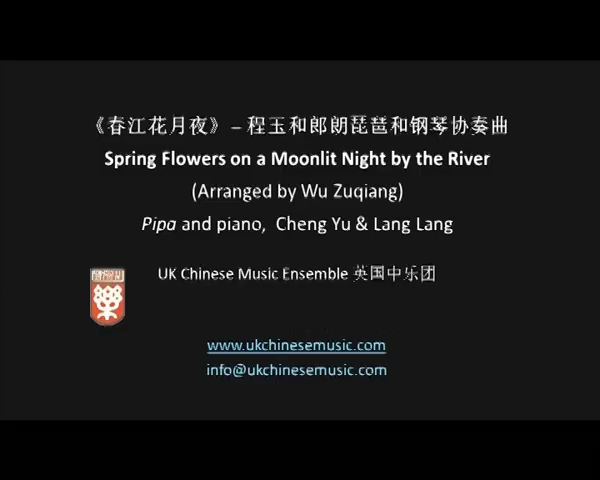 《春江花月夜》 – 程玉和郎朗琵琶和钢琴协奏曲
Spring Flowers on a Moonlit Night by the River
(Arranged by Wu Zuqiang)
Pipa and piano,  Cheng Yu & Lang Lang
UK Chinese Music Ensemble 英国中乐团
www.ukchinesemusic.com
info@ukchinesemusic.com